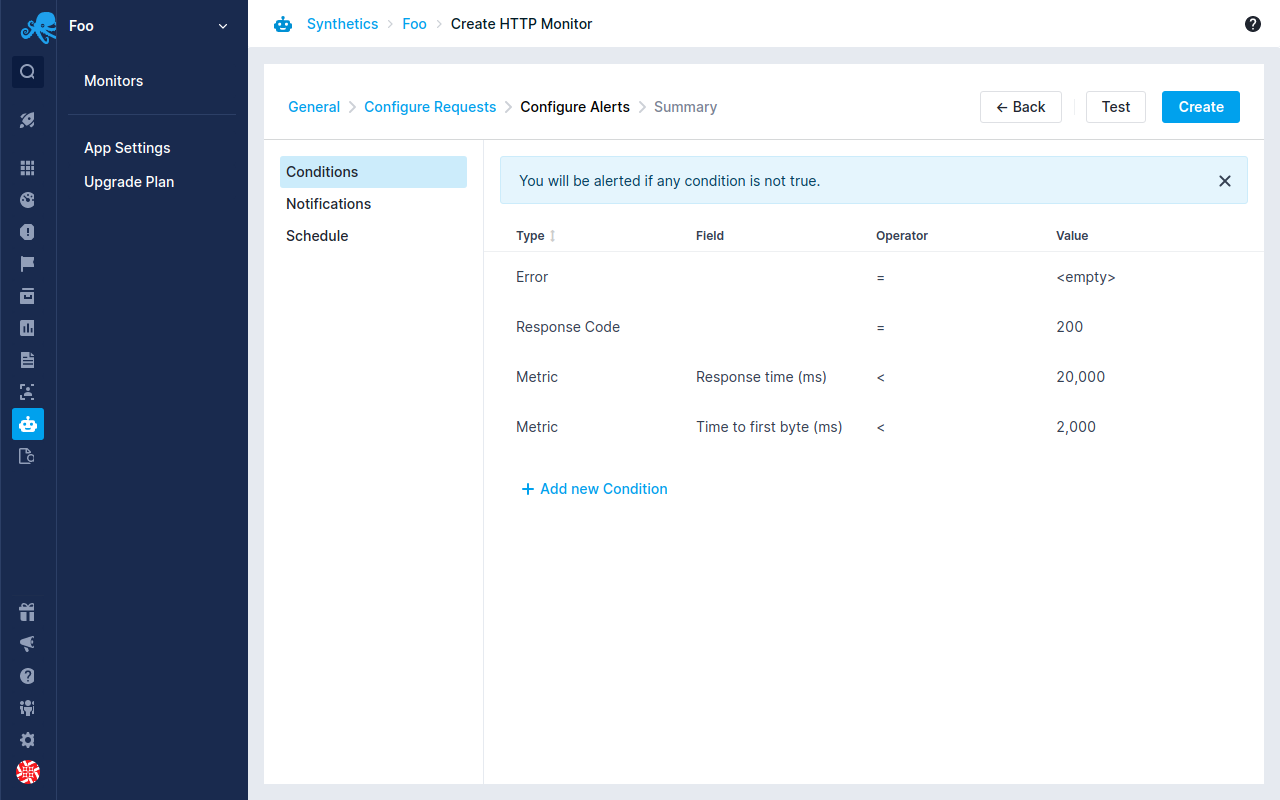 Foo
Monitors
App Settings
Upgrade Plan
Synthetics > Foo > Create HTTP Monitor
General > Configure Requests > Configure Alerts > Summary
← Back
Test
Create
Conditions
Notifications
Schedule
You will be alerted if any condition is not true.
Type Field Operator Value
Error = <empty>
Response Code = 200
Metric Response time (ms) < 20,000
Metric Time to first byte (ms) < 2,000
+ Add new Condition